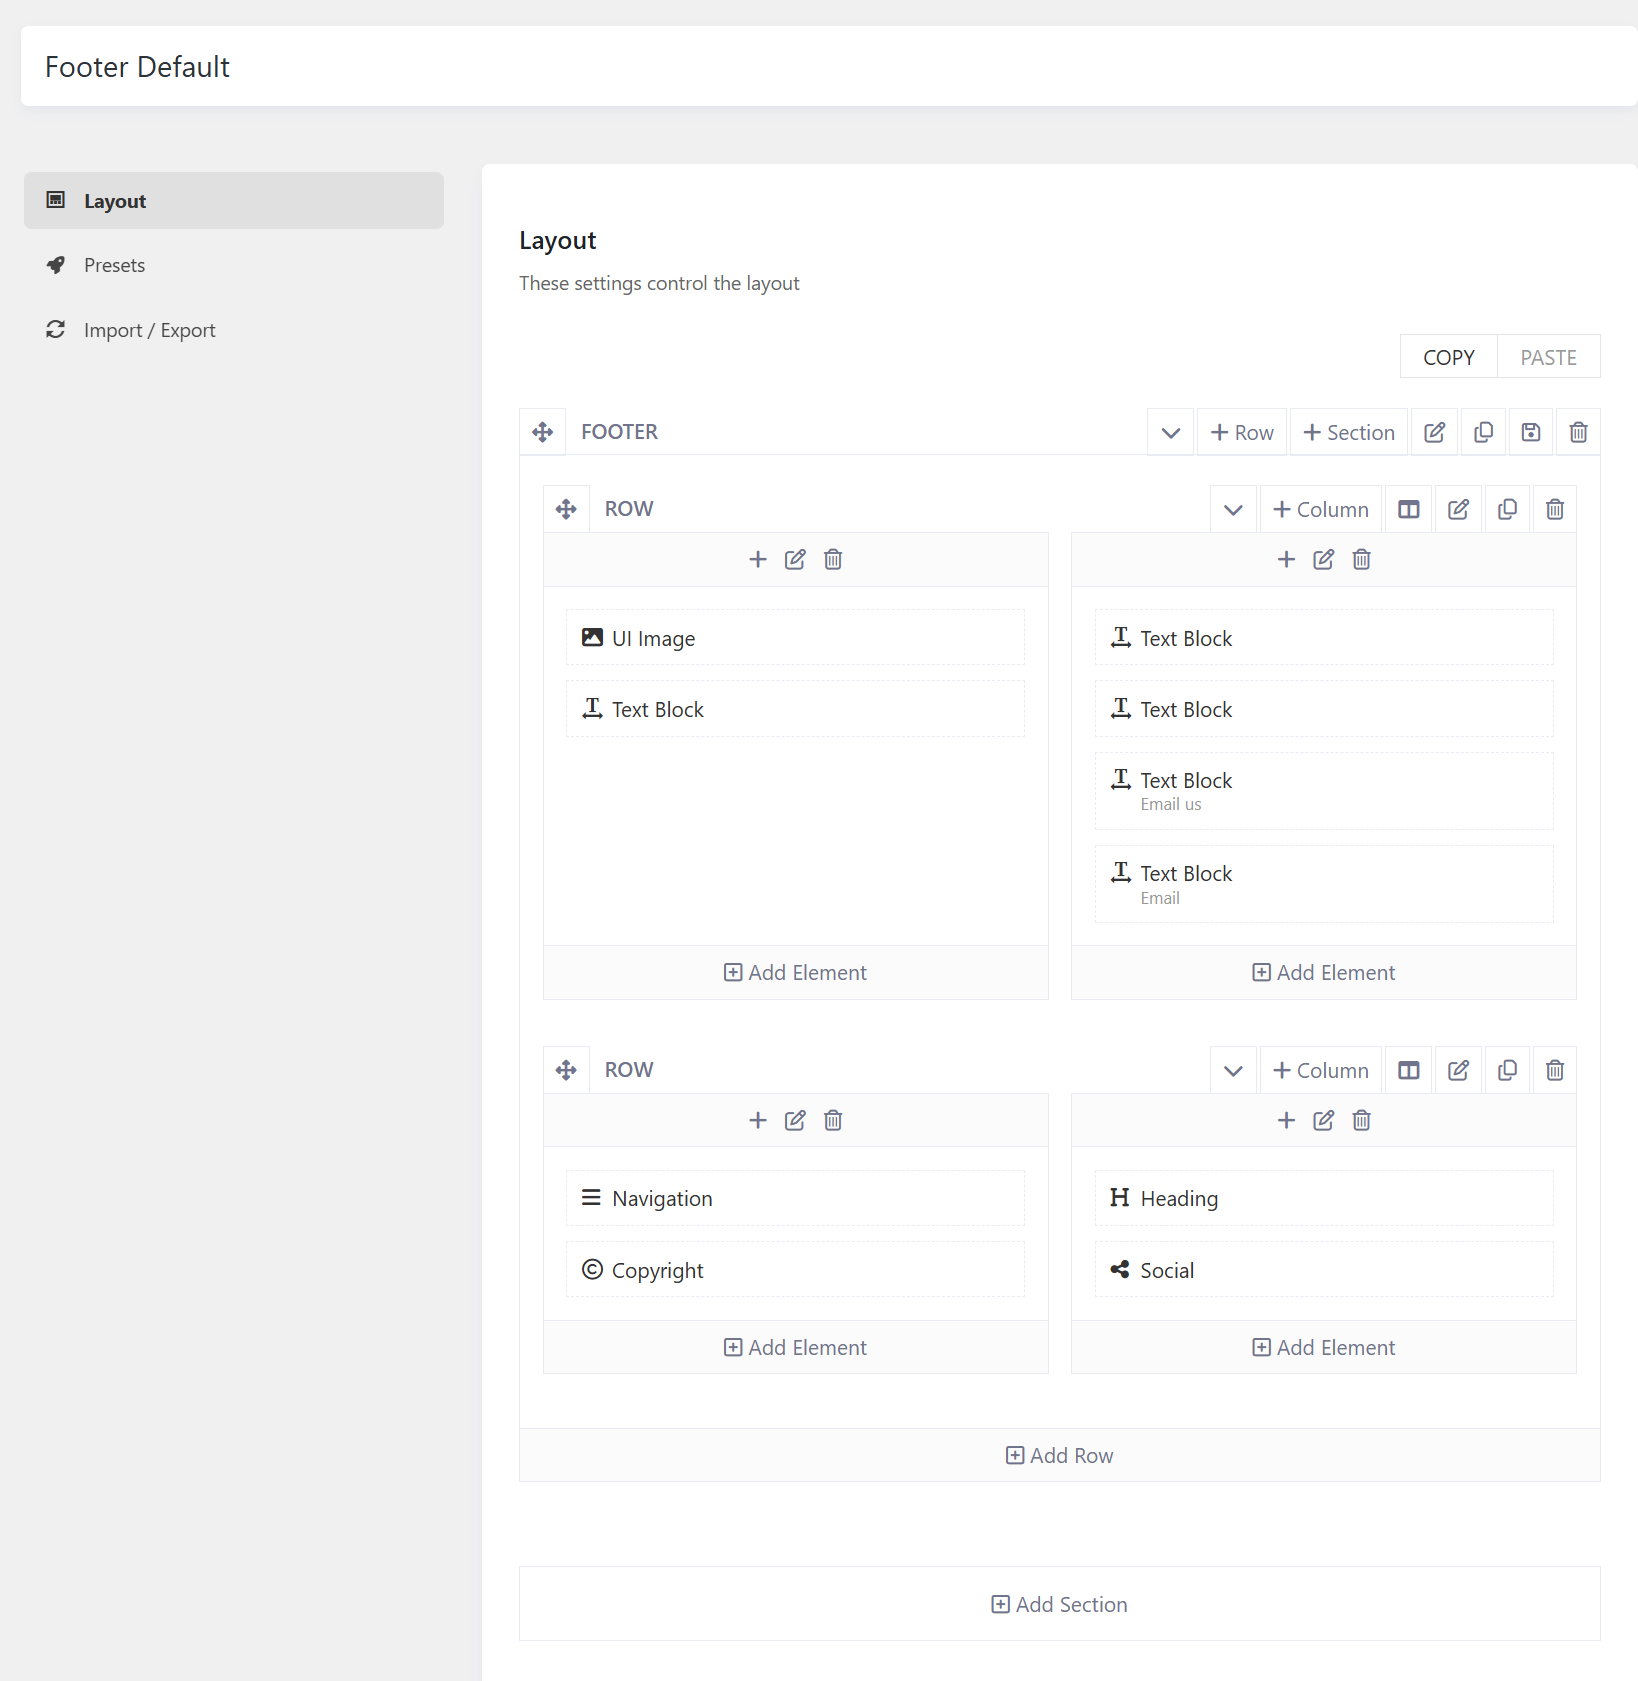 Footer Default
Layout
Presets
Import / Export
Layout
These settings control the layout
COPY PASTE
FOOTER Row Section
ROW Column
UI Image
Text Block
Add Element
Text Block
Text Block
Text Block
Email us
Text Block
Email
Add Element
ROW Column
Navigation
Copyright
Add Element
Heading
Social
Add Element
Add Row
Add Section